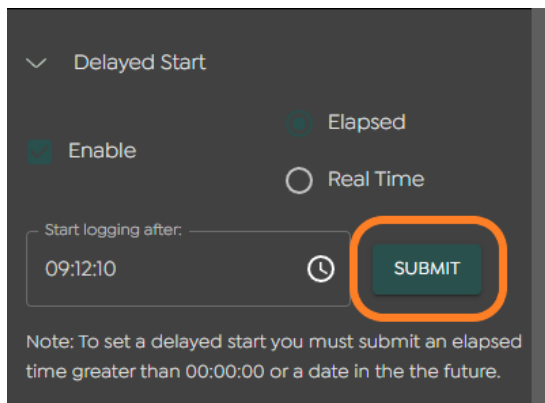 Delayed Start
Elapsed
Enable
Real Time
Start logging after:
09:12:10
SUBMIT
Note: To set a delayed start you must submit an elapsed
time greater than 00:00:00 or a date in the the future.